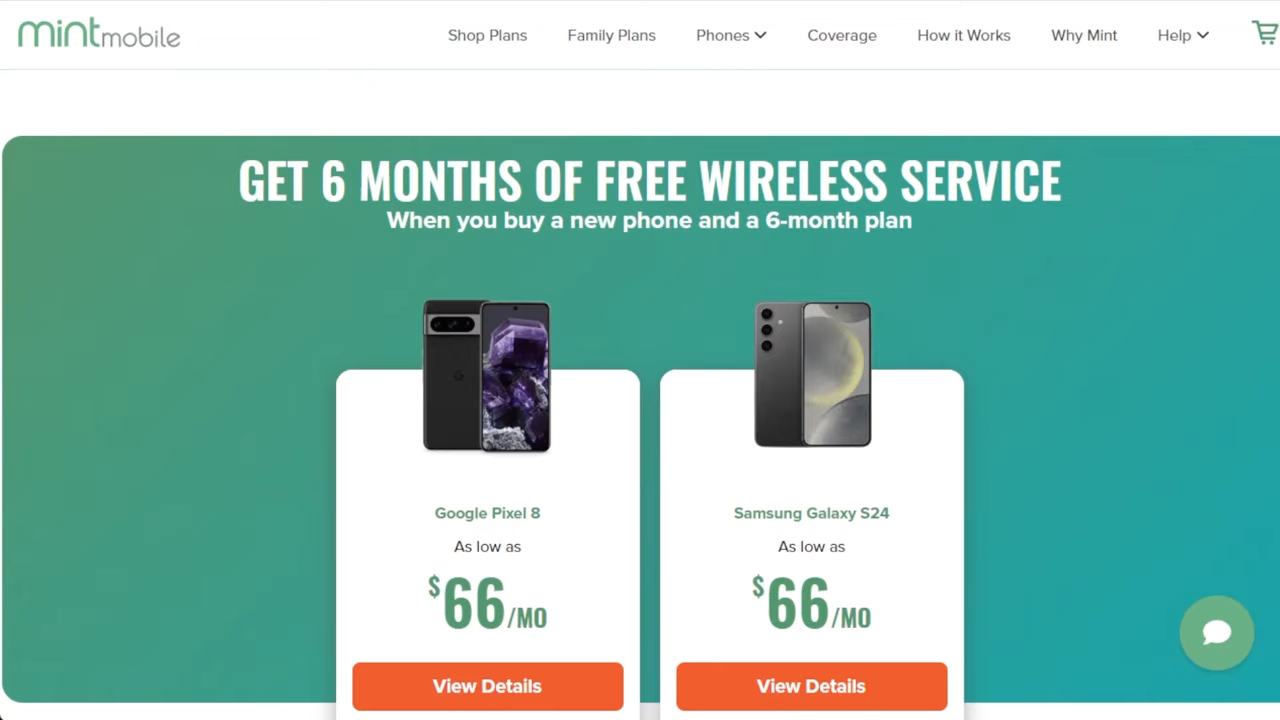 mintmobile
Shop Plans Family Plans Phones Coverage How it Works Why Mint Help
GET 6 MONTHS OF FREE WIRELESS SERVICE
When you buy a new phone and a 6-month plan
Google Pixel 8
As low as
$66/MO
View Details
Samsung Galaxy S24
As low as
$66/MO
View Details